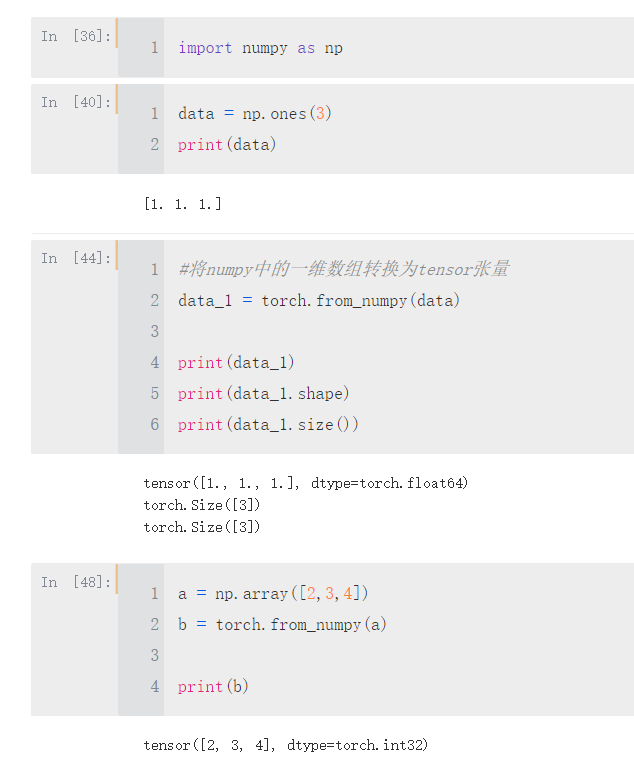 In [36]:
1 import numpy as np
In [40]:
1 data = np.ones(3)
2 print(data)
[1. 1. 1.]
In [44]:
1 #将numpy中的一维数组转换为tensor张量
2 data_1 = torch.from_numpy(data)
3
4 print(data_1)
5 print(data_1.shape)
6 print(data_1.size())
tensor([1., 1., 1.], dtype=torch.float64)
torch.Size([3])
torch.Size([3])
In [48]:
1 a = np.array([2,3,4])
2 b = torch.from_numpy(a)
3
4 print(b)
tensor([2, 3, 4], dtype=torch.int32)